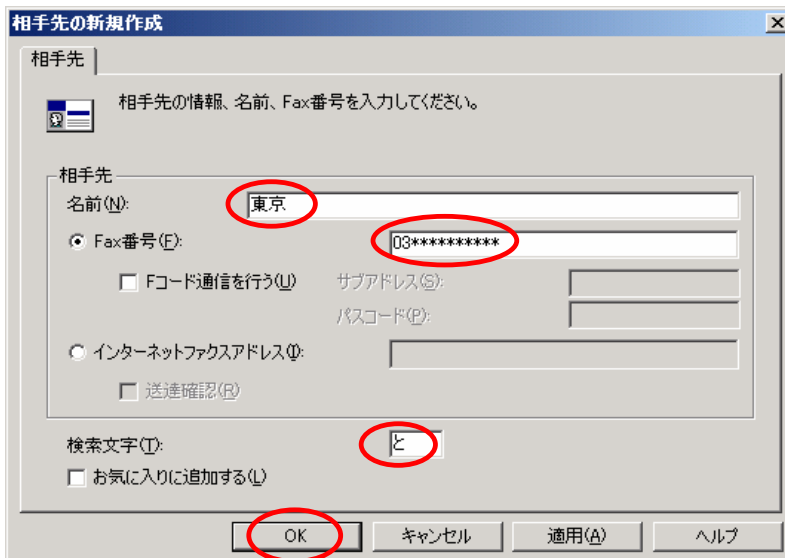 相手先の新規作成
相手先
相手先の情報、名前、Fax番号を入力してください。
相手先
名前(N): 東京
Fax番号(F): 03**********
Fコード通信を行う(U) サブアドレス(S):
パスコード(P):
インターネットファクスアドレス(I):
送達確認(R)
検索文字(T): と
お気に入りに追加する(L)
OK キャンセル 適用(A) ヘルプ